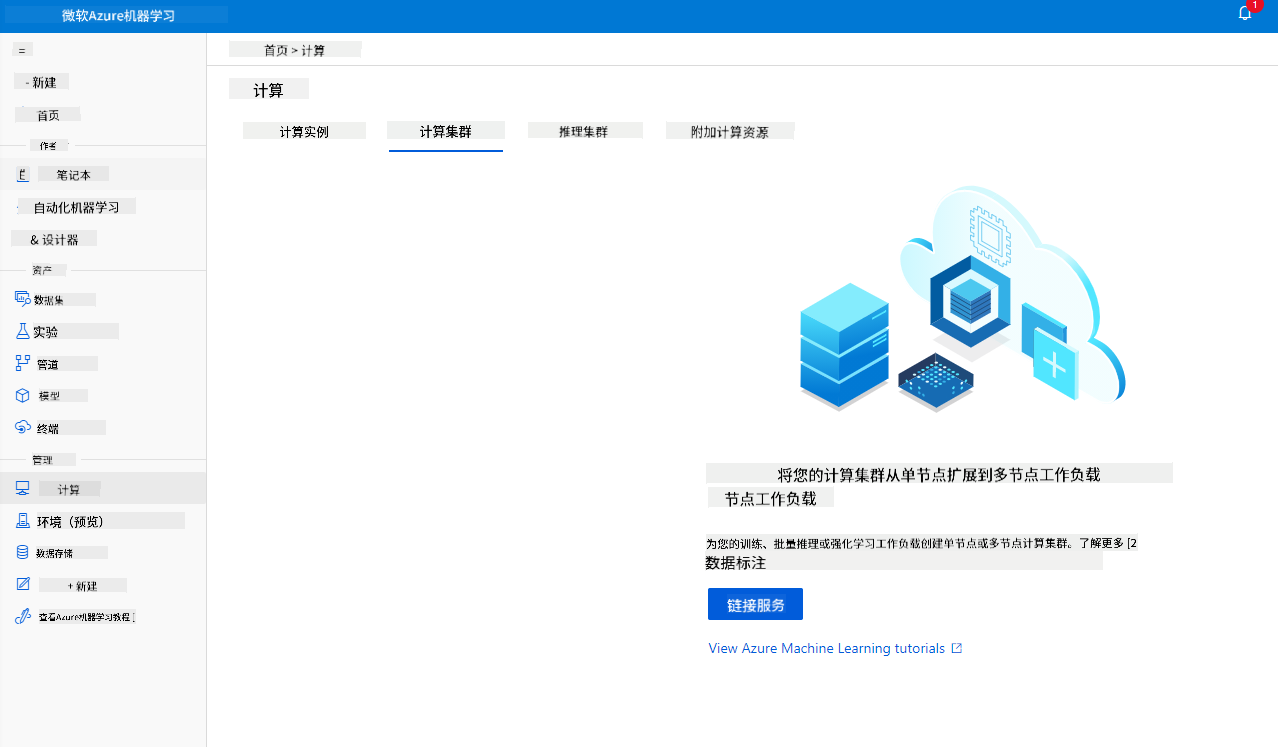 微软Azure机器学习
1
=
- 新建
首页
作者
笔记本
自动化机器学习
& 设计器
资产
数据集
实验
管道
模型
终端
管理
计算
环境（预览）
数据存储
+ 新建
查看Azure机器学习教程 [
首页 > 计算
计算
计算实例
计算集群
推理集群
附加计算资源
将您的计算集群从单节点扩展到多节点工作负载
节点工作负载
为您的训练、批量推理或强化学习工作负载创建单节点或多节点计算集群。了解更多 [2
数据标注
链接服务
View Azure Machine Learning tutorials